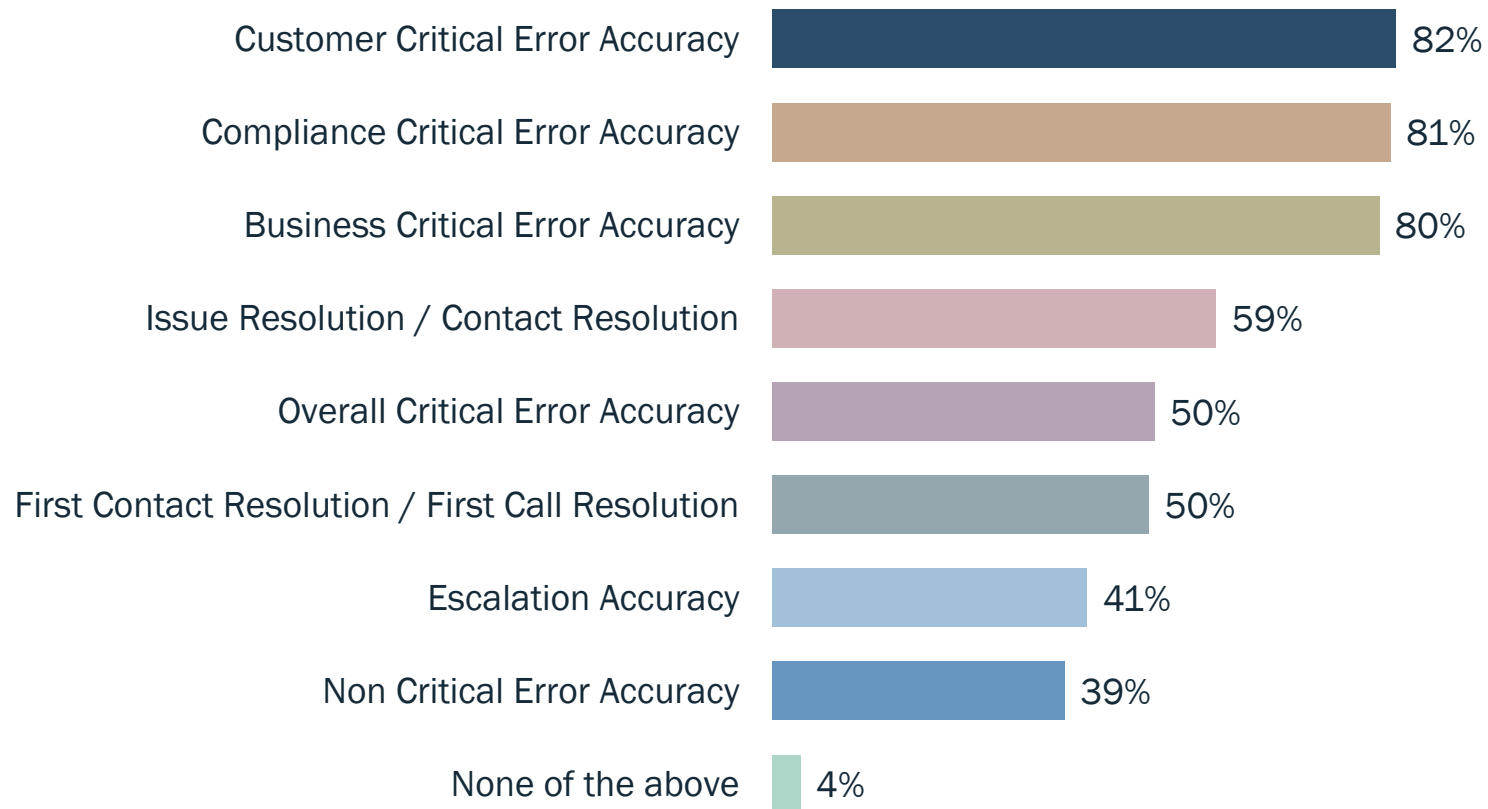 Customer Critical Error Accuracy 82%
Compliance Critical Error Accuracy 81%
Business Critical Error Accuracy 80%
Issue Resolution / Contact Resolution 59%
Overall Critical Error Accuracy 50%
First Contact Resolution / First Call Resolution 50%
Escalation Accuracy 41%
Non Critical Error Accuracy 39%
None of the above 4%